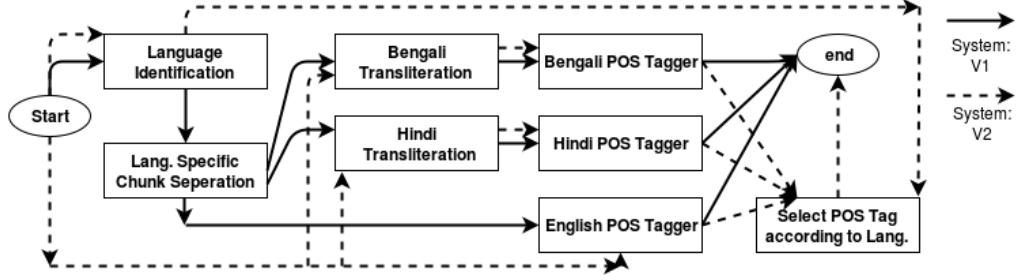 Language
Identification
Bengali
Transliteration
Bengali POS Tagger
end
System:
V1
Start
System:
V2
Hindi
Transliteration
Hindi POS Tagger
Lang. Specific
Chunk Seperation
English POS Tagger
Select POS Tag
according to Lang.